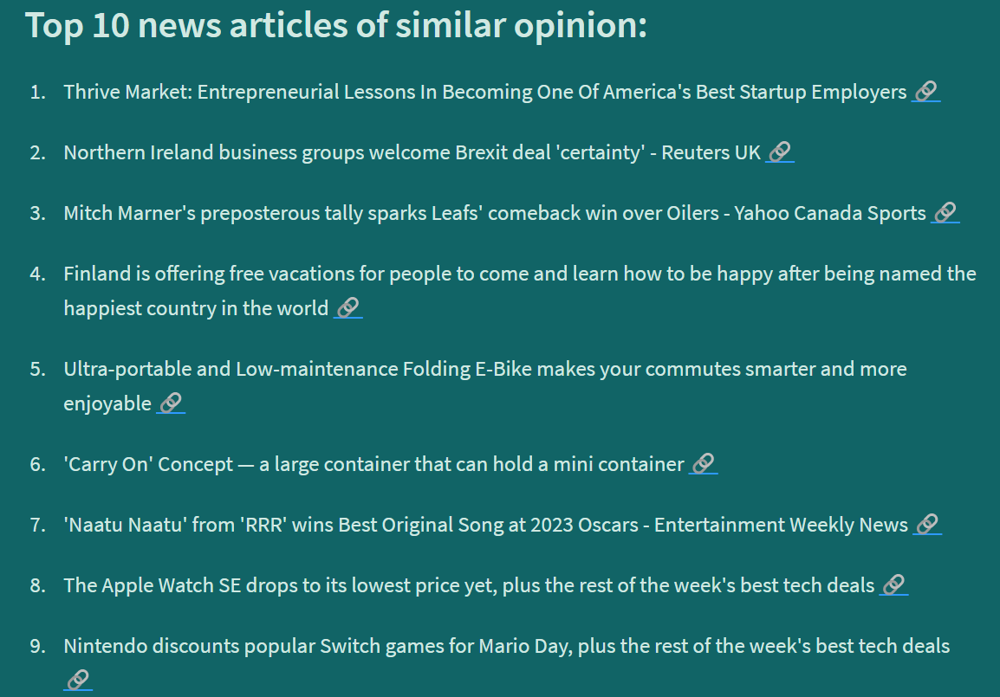 Top 10 news articles of similar opinion:
1. Thrive Market: Entrepreneurial Lessons In Becoming One Of America's Best Startup Employers
2. Northern Ireland business groups welcome Brexit deal 'certainty' - Reuters UK
3. Mitch Marner's preposterous tally sparks Leafs' comeback win over Oilers - Yahoo Canada Sports
4. Finland is offering free vacations for people to come and learn how to be happy after being named the
happiest country in the world
5. Ultra-portable and Low-maintenance Folding E-Bike makes your commutes smarter and more
enjoyable
6. 'Carry On' Concept — a large container that can hold a mini container
7. 'Naatu Naatu' from 'RRR' wins Best Original Song at 2023 Oscars - Entertainment Weekly News
8. The Apple Watch SE drops to its lowest price yet, plus the rest of the week's best tech deals
9. Nintendo discounts popular Switch games for Mario Day, plus the rest of the week's best tech deals